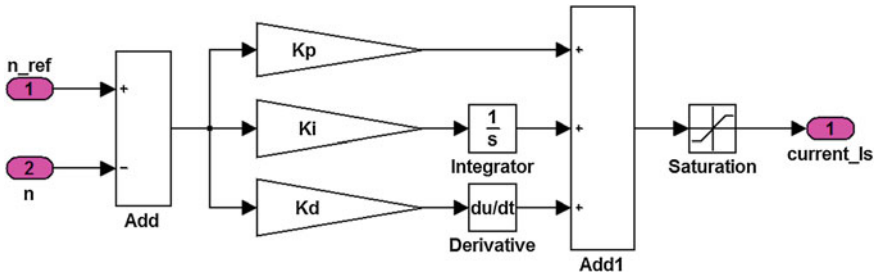 n_ref
1
+
2
−
n
Add
Kp
Ki
Kd
1
s
Integrator
du/dt
Derivative
+
+
+
Add1
Saturation
1
current_Is